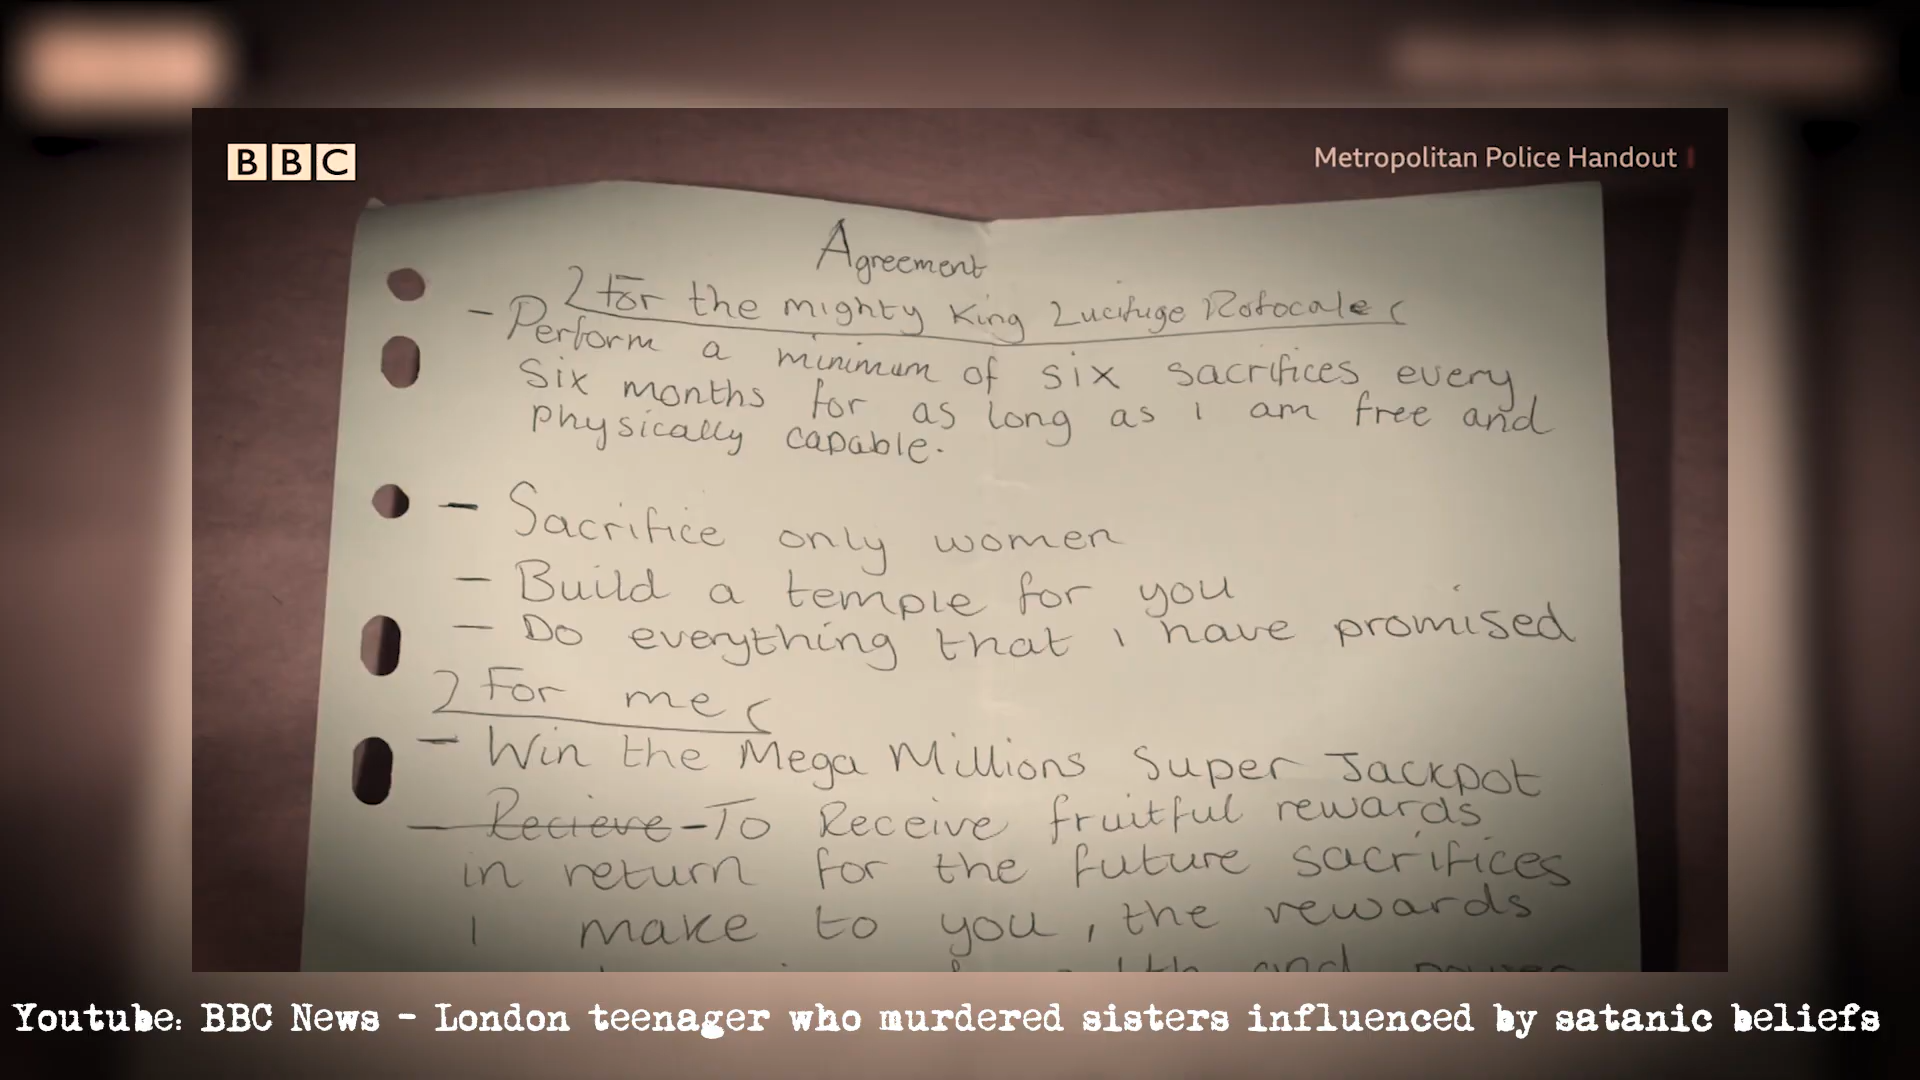 BBC
Metropolitan Police Handout
Agreement
For the mighty King Lucifuge Rofocale
- Perform a minimum of six sacrifices every
six months for as long as i am free and
physically capable.
- Sacrifice only women
- Build a temple for you
- Do everything that i have promised
For me
- Win the Mega Millions Super Jackpot
- Recieve - To Receive fruitful rewards
in return for the future sacrifices
I make to you, the rewards
and power
Youtube: BBC News - London teenager who murdered sisters influenced by satanic beliefs